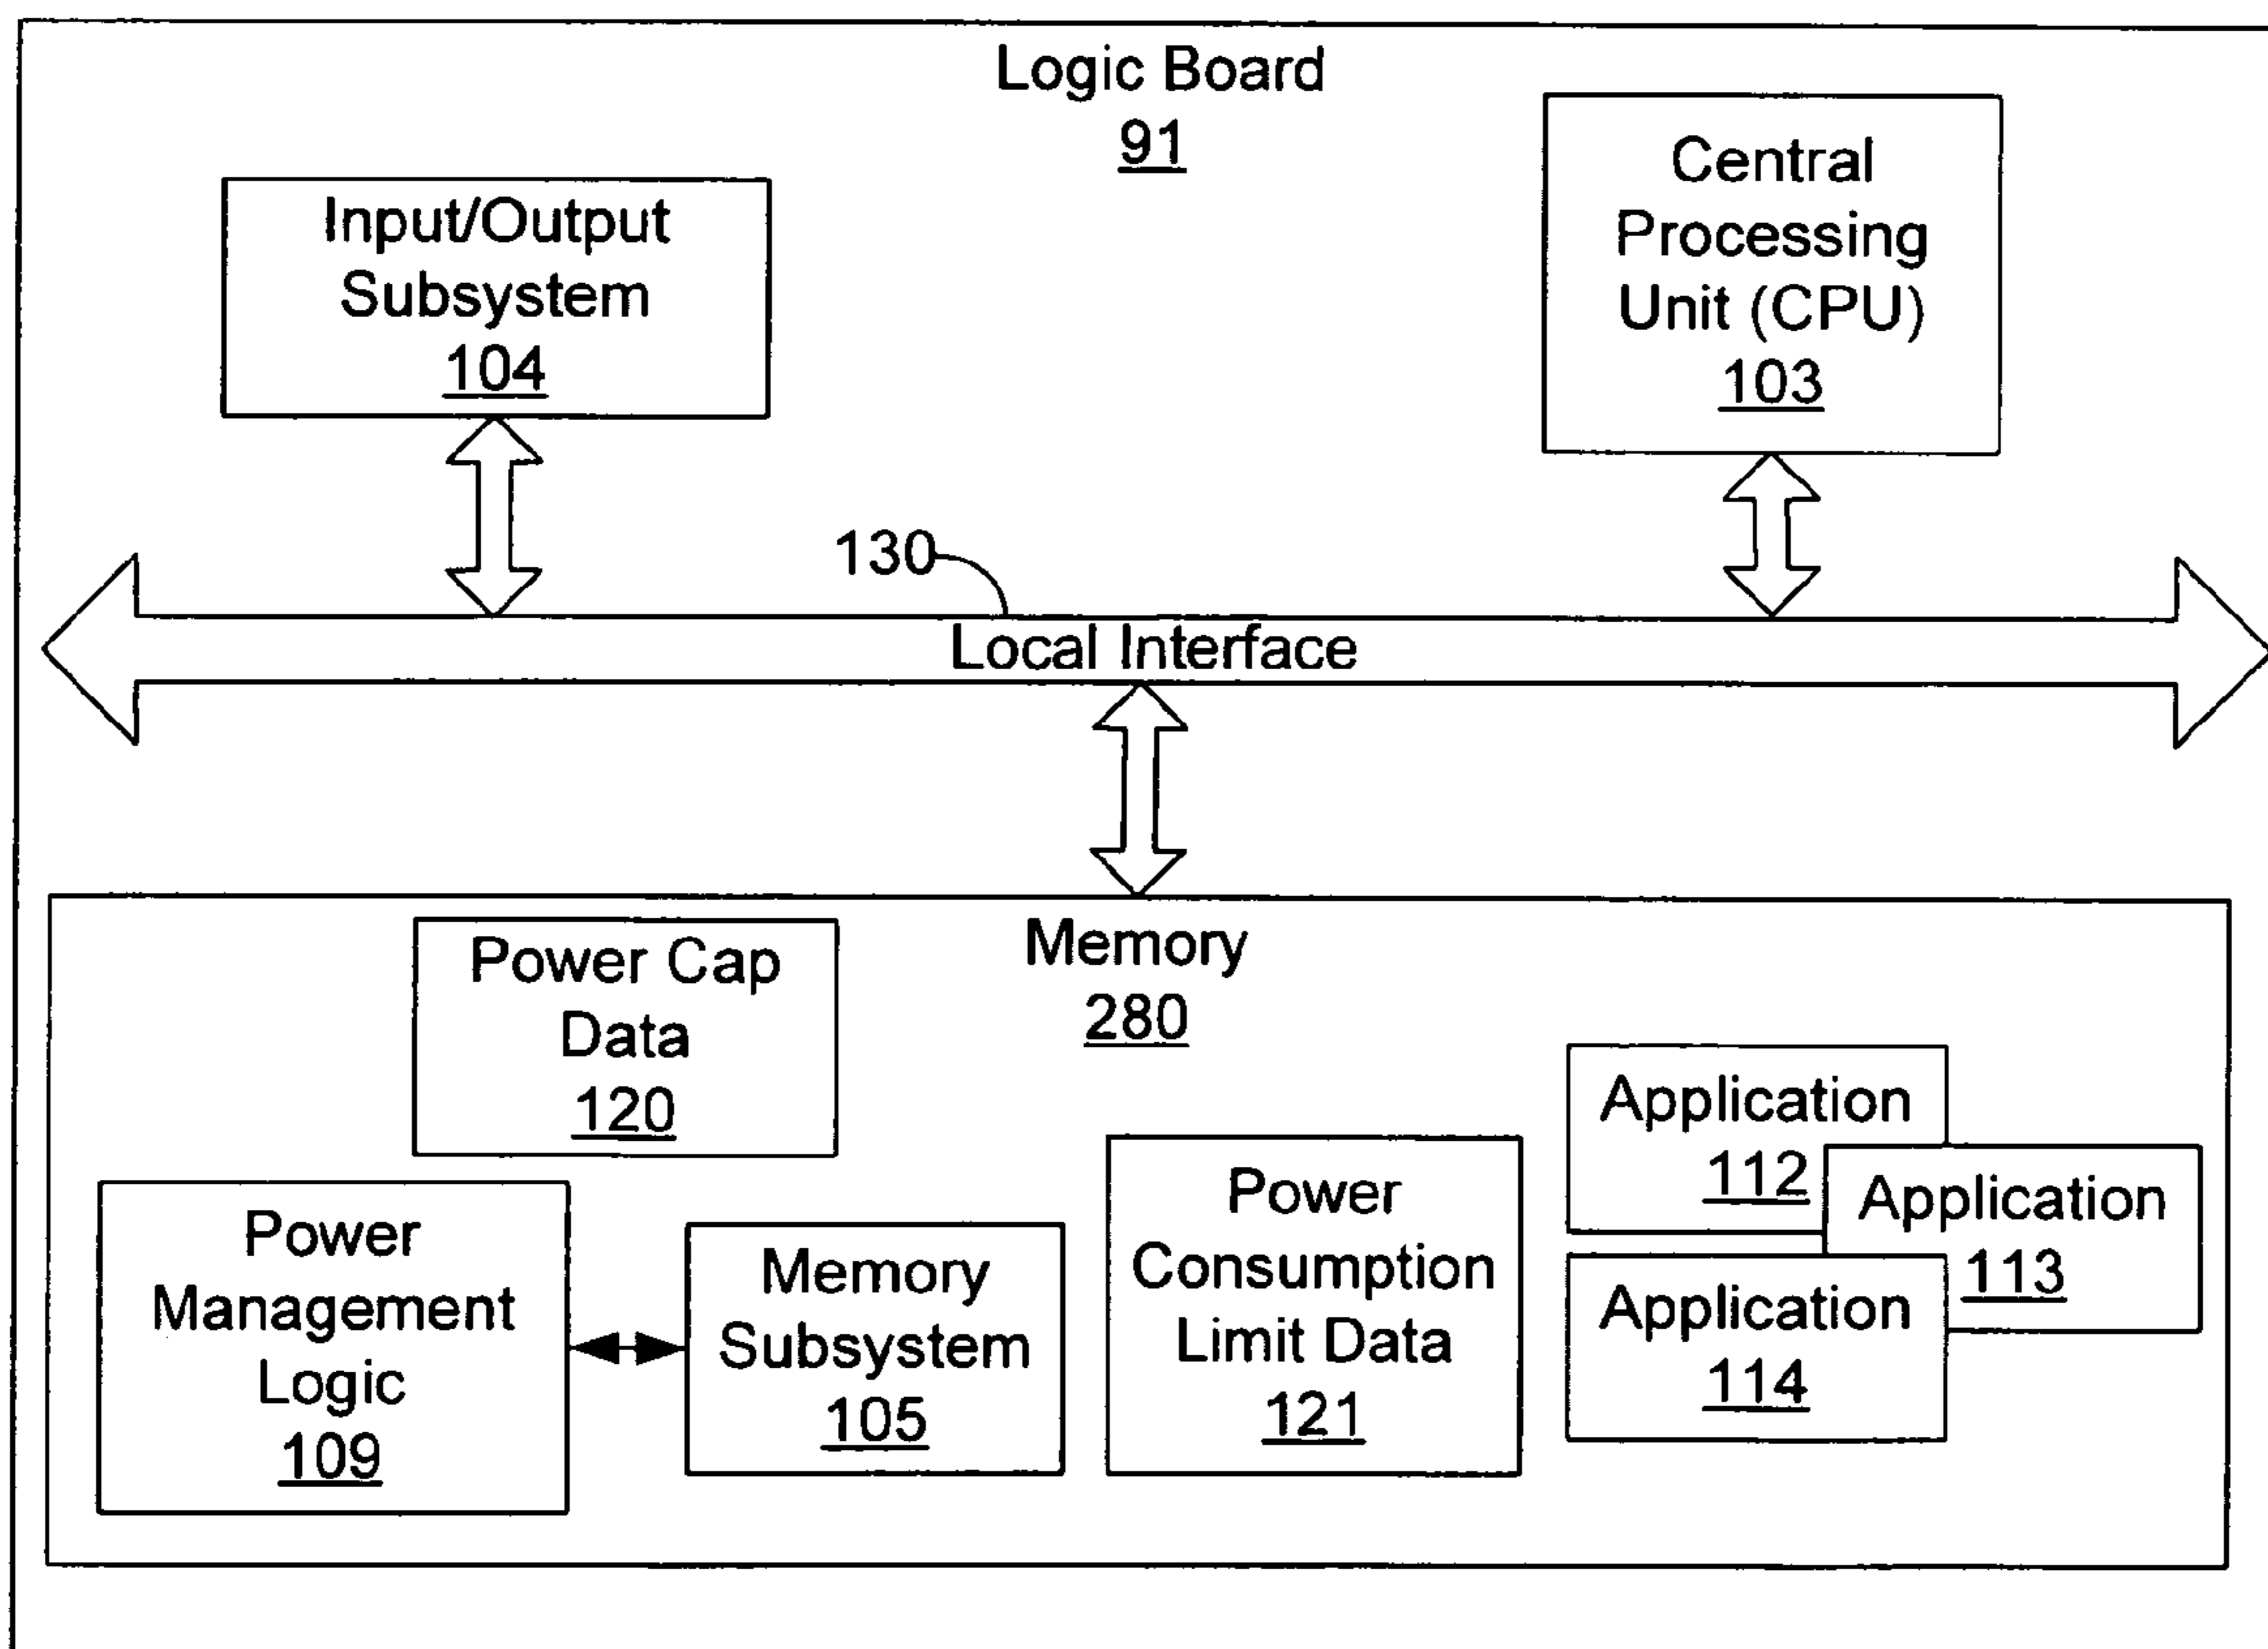 Logic Board
91
Input/Output
Subsystem
104
Central
Processing
Unit (CPU)
103
130
Local Interface
Memory
280
Power Cap
Data
120
Power
Management
Logic
109
Memory
Subsystem
105
Power
Consumption
Limit Data
121
Application
112
Application
113
Application
114